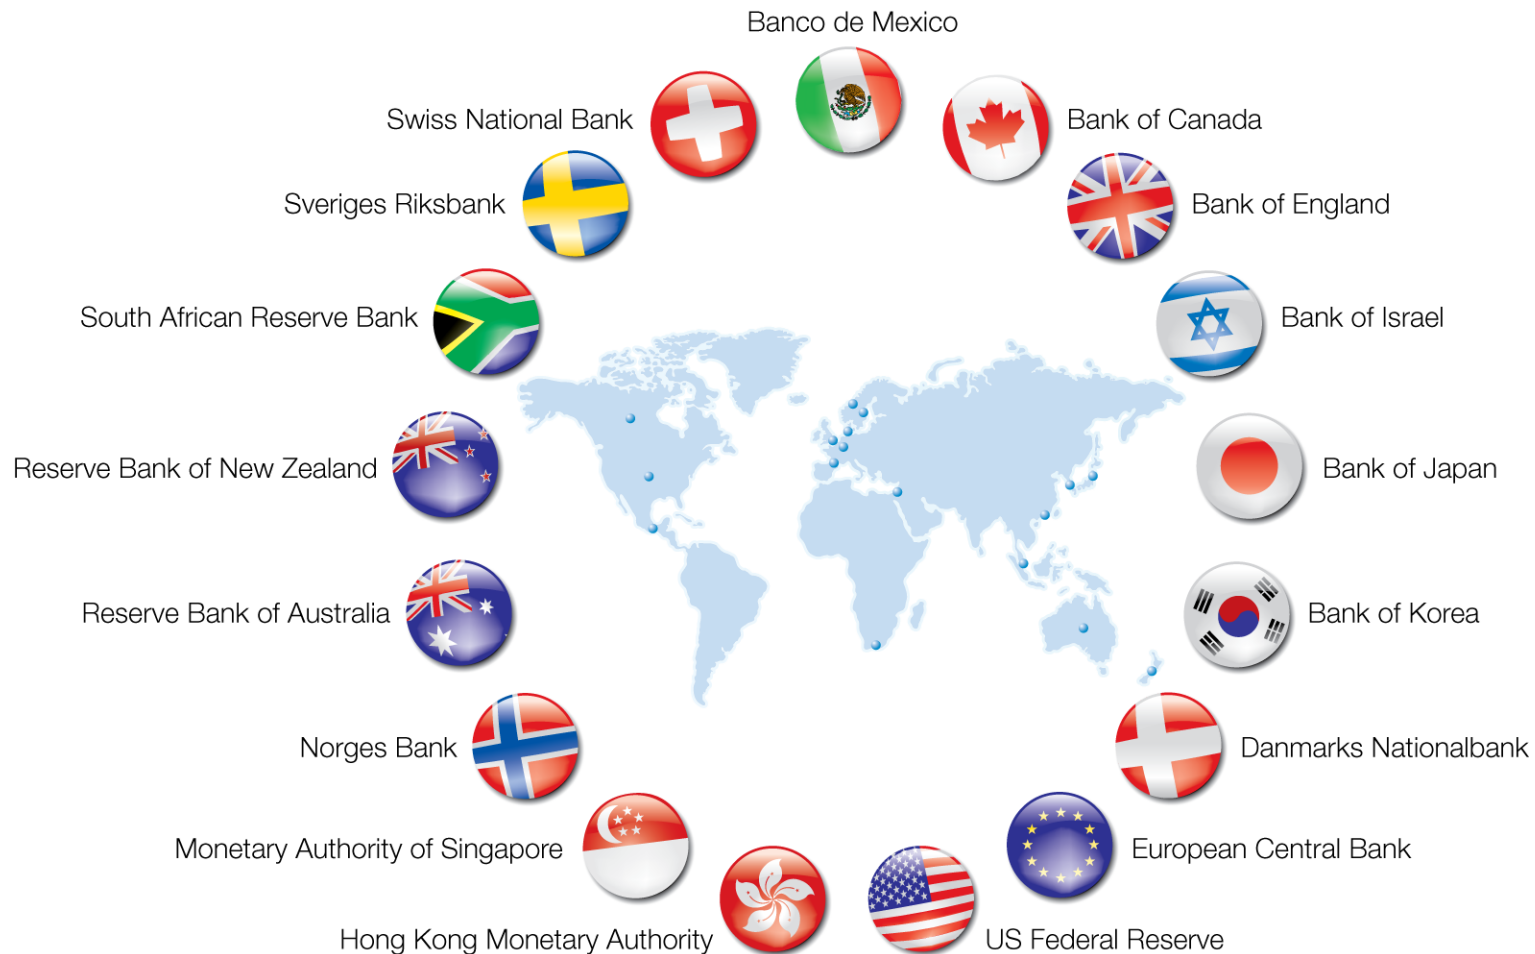 Banco de Mexico
Swiss National Bank
Bank of Canada
Sveriges Riksbank
Bank of England
South African Reserve Bank
Bank of Israel
Reserve Bank of New Zealand
Bank of Japan
Reserve Bank of Australia
Bank of Korea
Norges Bank
Danmarks Nationalbank
Monetary Authority of Singapore
European Central Bank
Hong Kong Monetary Authority
US Federal Reserve